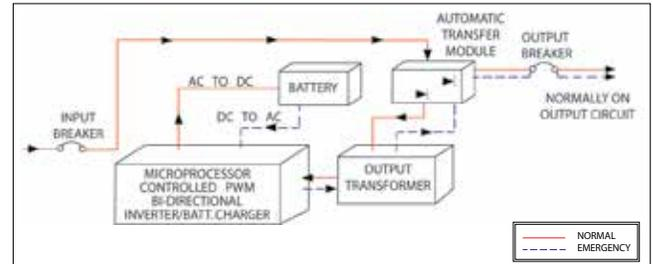 AUTOMATIC
TRANSFER
MODULE
OUTPUT
BREAKER
AC TO DC
BATTERY
INPUT
BREAKER
DC TO AC
NORMALLY ON
OUTPUT CIRCUIT
MICROPROCESSOR
CONTROLLED PWM
BI-DIRECTIONAL
INVERTER/BATT.CHARGER
OUTPUT
TRANSFORMER
NORMAL
EMERGENCY